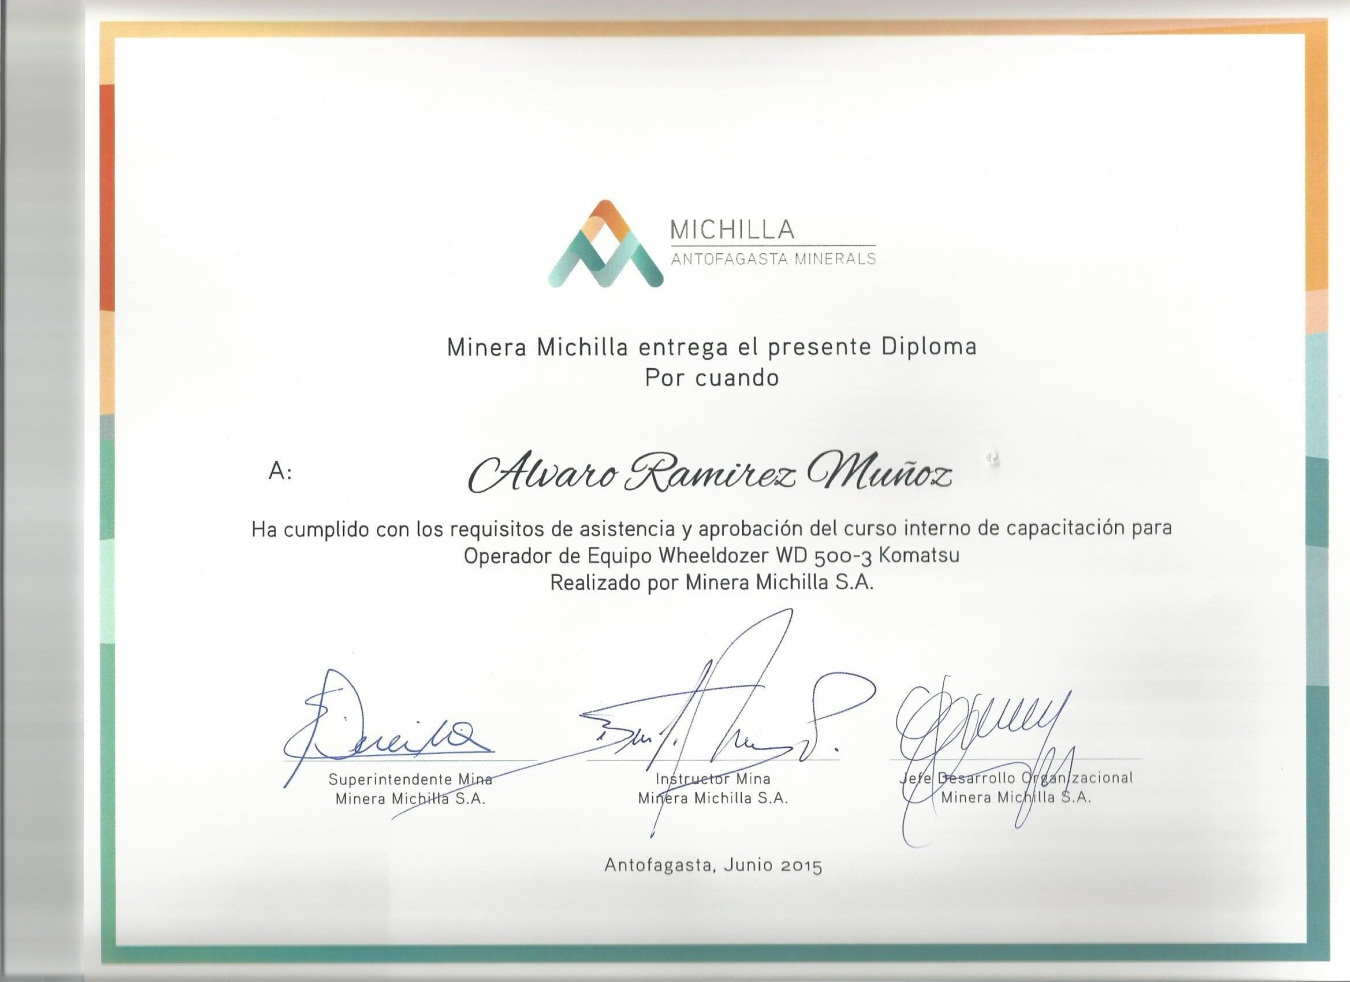 MICHILLA
ANTOFAGASTA MINERALS
Minera Michilla entrega el presente Diploma
Por cuando
A: Alvaro Ramirez Muñoz
Ha cumplido con los requisitos de asistencia y aprobación del curso interno de capacitación para
Operador de Equipo Wheeldozer WD 500-3 Komatsu
Realizado por Minera Michilla S.A.
Superintendente Mina
Minera Michilla S.A.
Instructor Mina
Minera Michilla S.A.
Jefe Desarrollo Organizacional
Minera Michilla S.A.
Antofagasta, Junio 2015